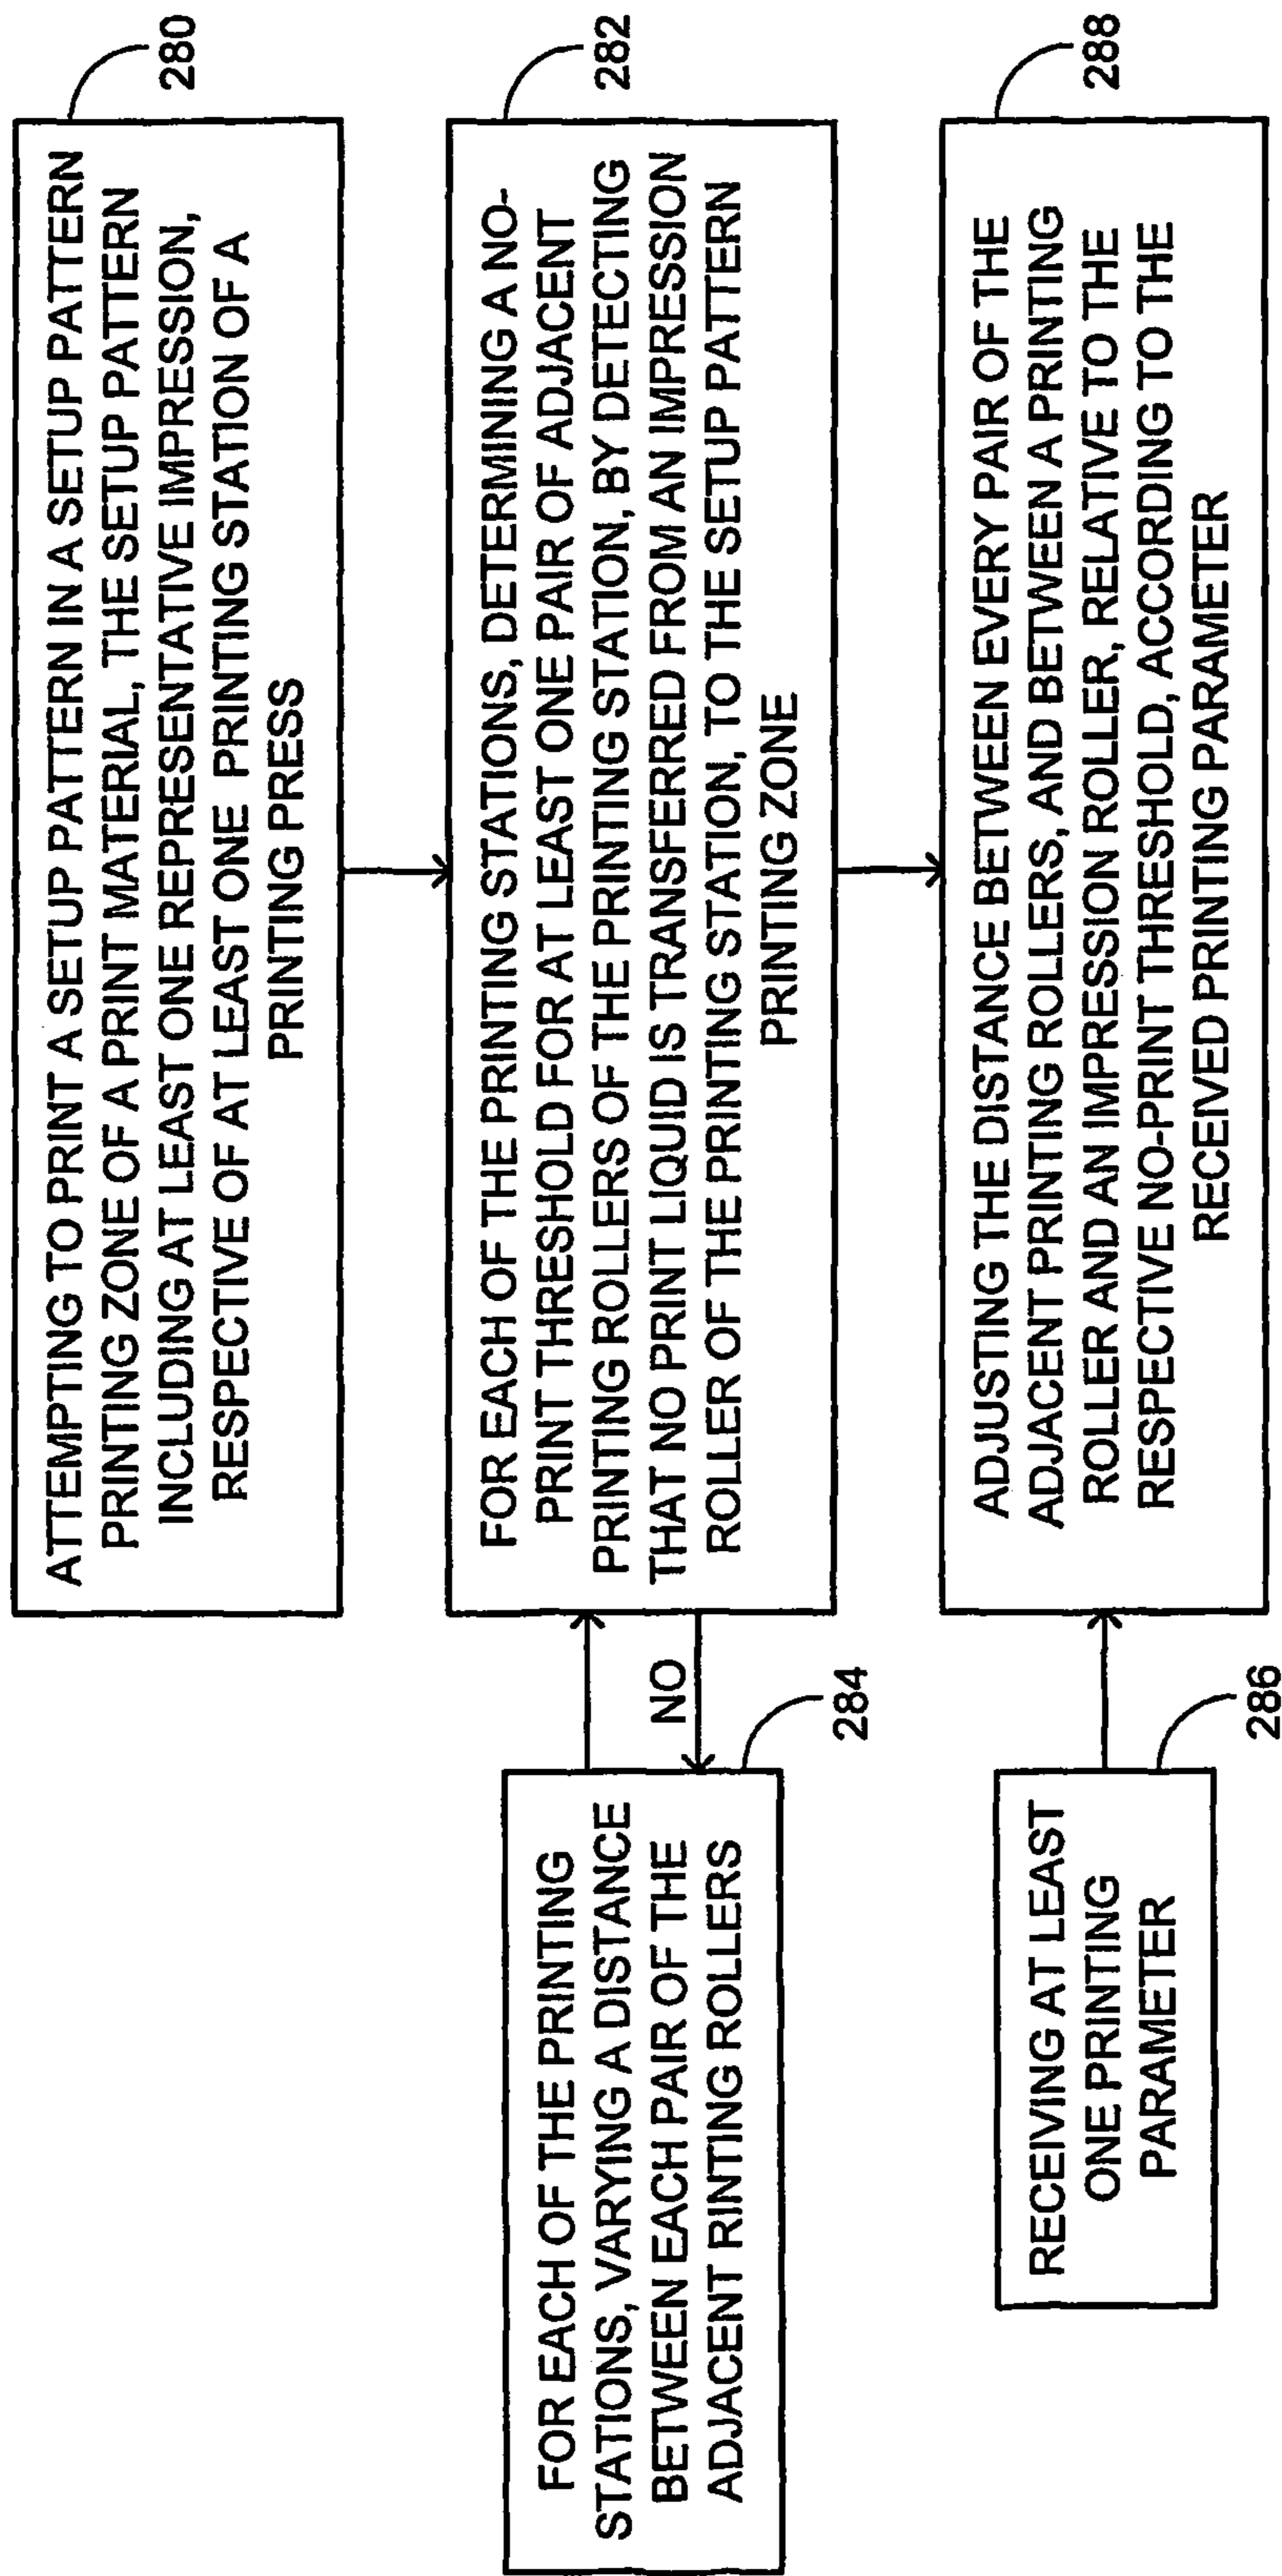 ATTEMPTING TO PRINT A SETUP PATTERN IN A SETUP PATTERN
PRINTING ZONE OF A PRINT MATERIAL, THE SETUP PATTERN
INCLUDING AT LEAST ONE REPRESENTATIVE IMPRESSION,
RESPECTIVE OF AT LEAST ONE PRINTING STATION OF A
PRINTING PRESS
280
FOR EACH OF THE PRINTING STATIONS, DETERMINING A NO-
PRINT THRESHOLD FOR AT LEAST ONE PAIR OF ADJACENT
PRINTING ROLLERS OF THE PRINTING STATION, BY DETECTING
THAT NO PRINT LIQUID IS TRANSFERRED FROM AN IMPRESSION
ROLLER OF THE PRINTING STATION, TO THE SETUP PATTERN
PRINTING ZONE
282
NO
FOR EACH OF THE PRINTING
STATIONS, VARYING A DISTANCE
BETWEEN EACH PAIR OF THE
ADJACENT RINTING ROLLERS
284
RECEIVING AT LEAST
ONE PRINTING
PARAMETER
286
ADJUSTING THE DISTANCE BETWEEN EVERY PAIR OF THE
ADJACENT PRINTING ROLLERS, AND BETWEEN A PRINTING
ROLLER AND AN IMPRESSION ROLLER, RELATIVE TO THE
RESPECTIVE NO-PRINT THRESHOLD, ACCORDING TO THE
RECEIVED PRINTING PARAMETER
288